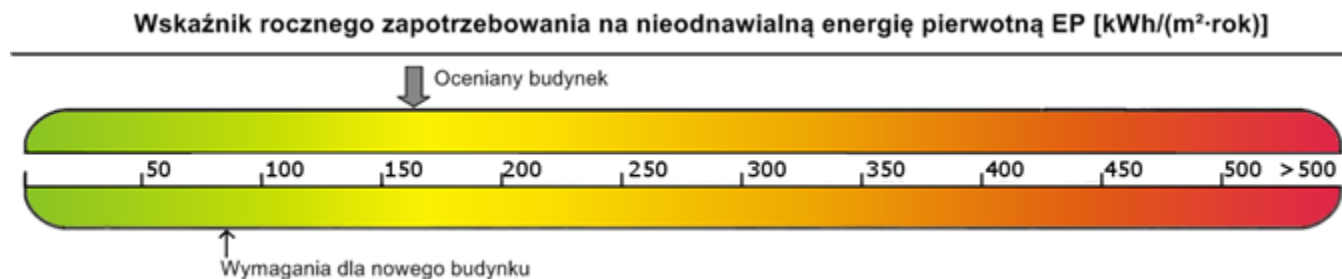 Wskaźnik rocznego zapotrzebowania na nieodnawialną energię pierwotną EP [kWh/(m²·rok)]
Oceniany budynek
50 100 150 200 250 300 350 400 450 500 >500
Wymagania dla nowego budynku